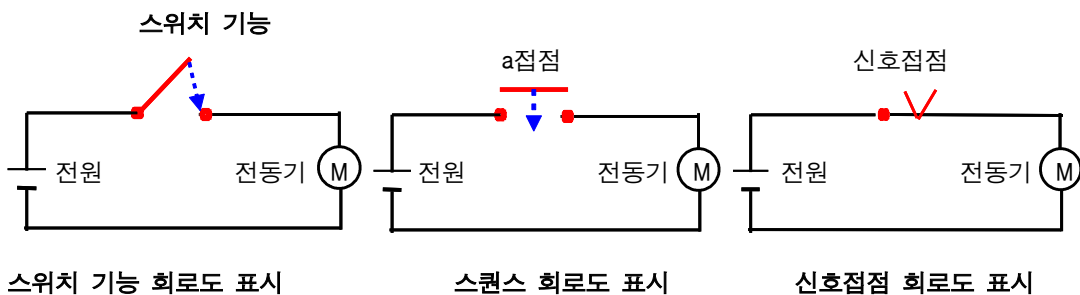 스위치 기능
a접점
신호접점
전원
전동기
M
전원
전동기
M
전원
전동기
M
스위치 기능 회로도 표시
스퀀스 회로도 표시
신호접점 회로도 표시